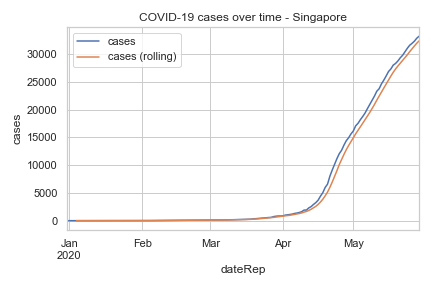 COVID-19 cases over time - Singapore
cases
cases (rolling)
30000
25000
20000
15000
10000
5000
0
cases
Jan Feb Mar Apr May
2020
dateRep